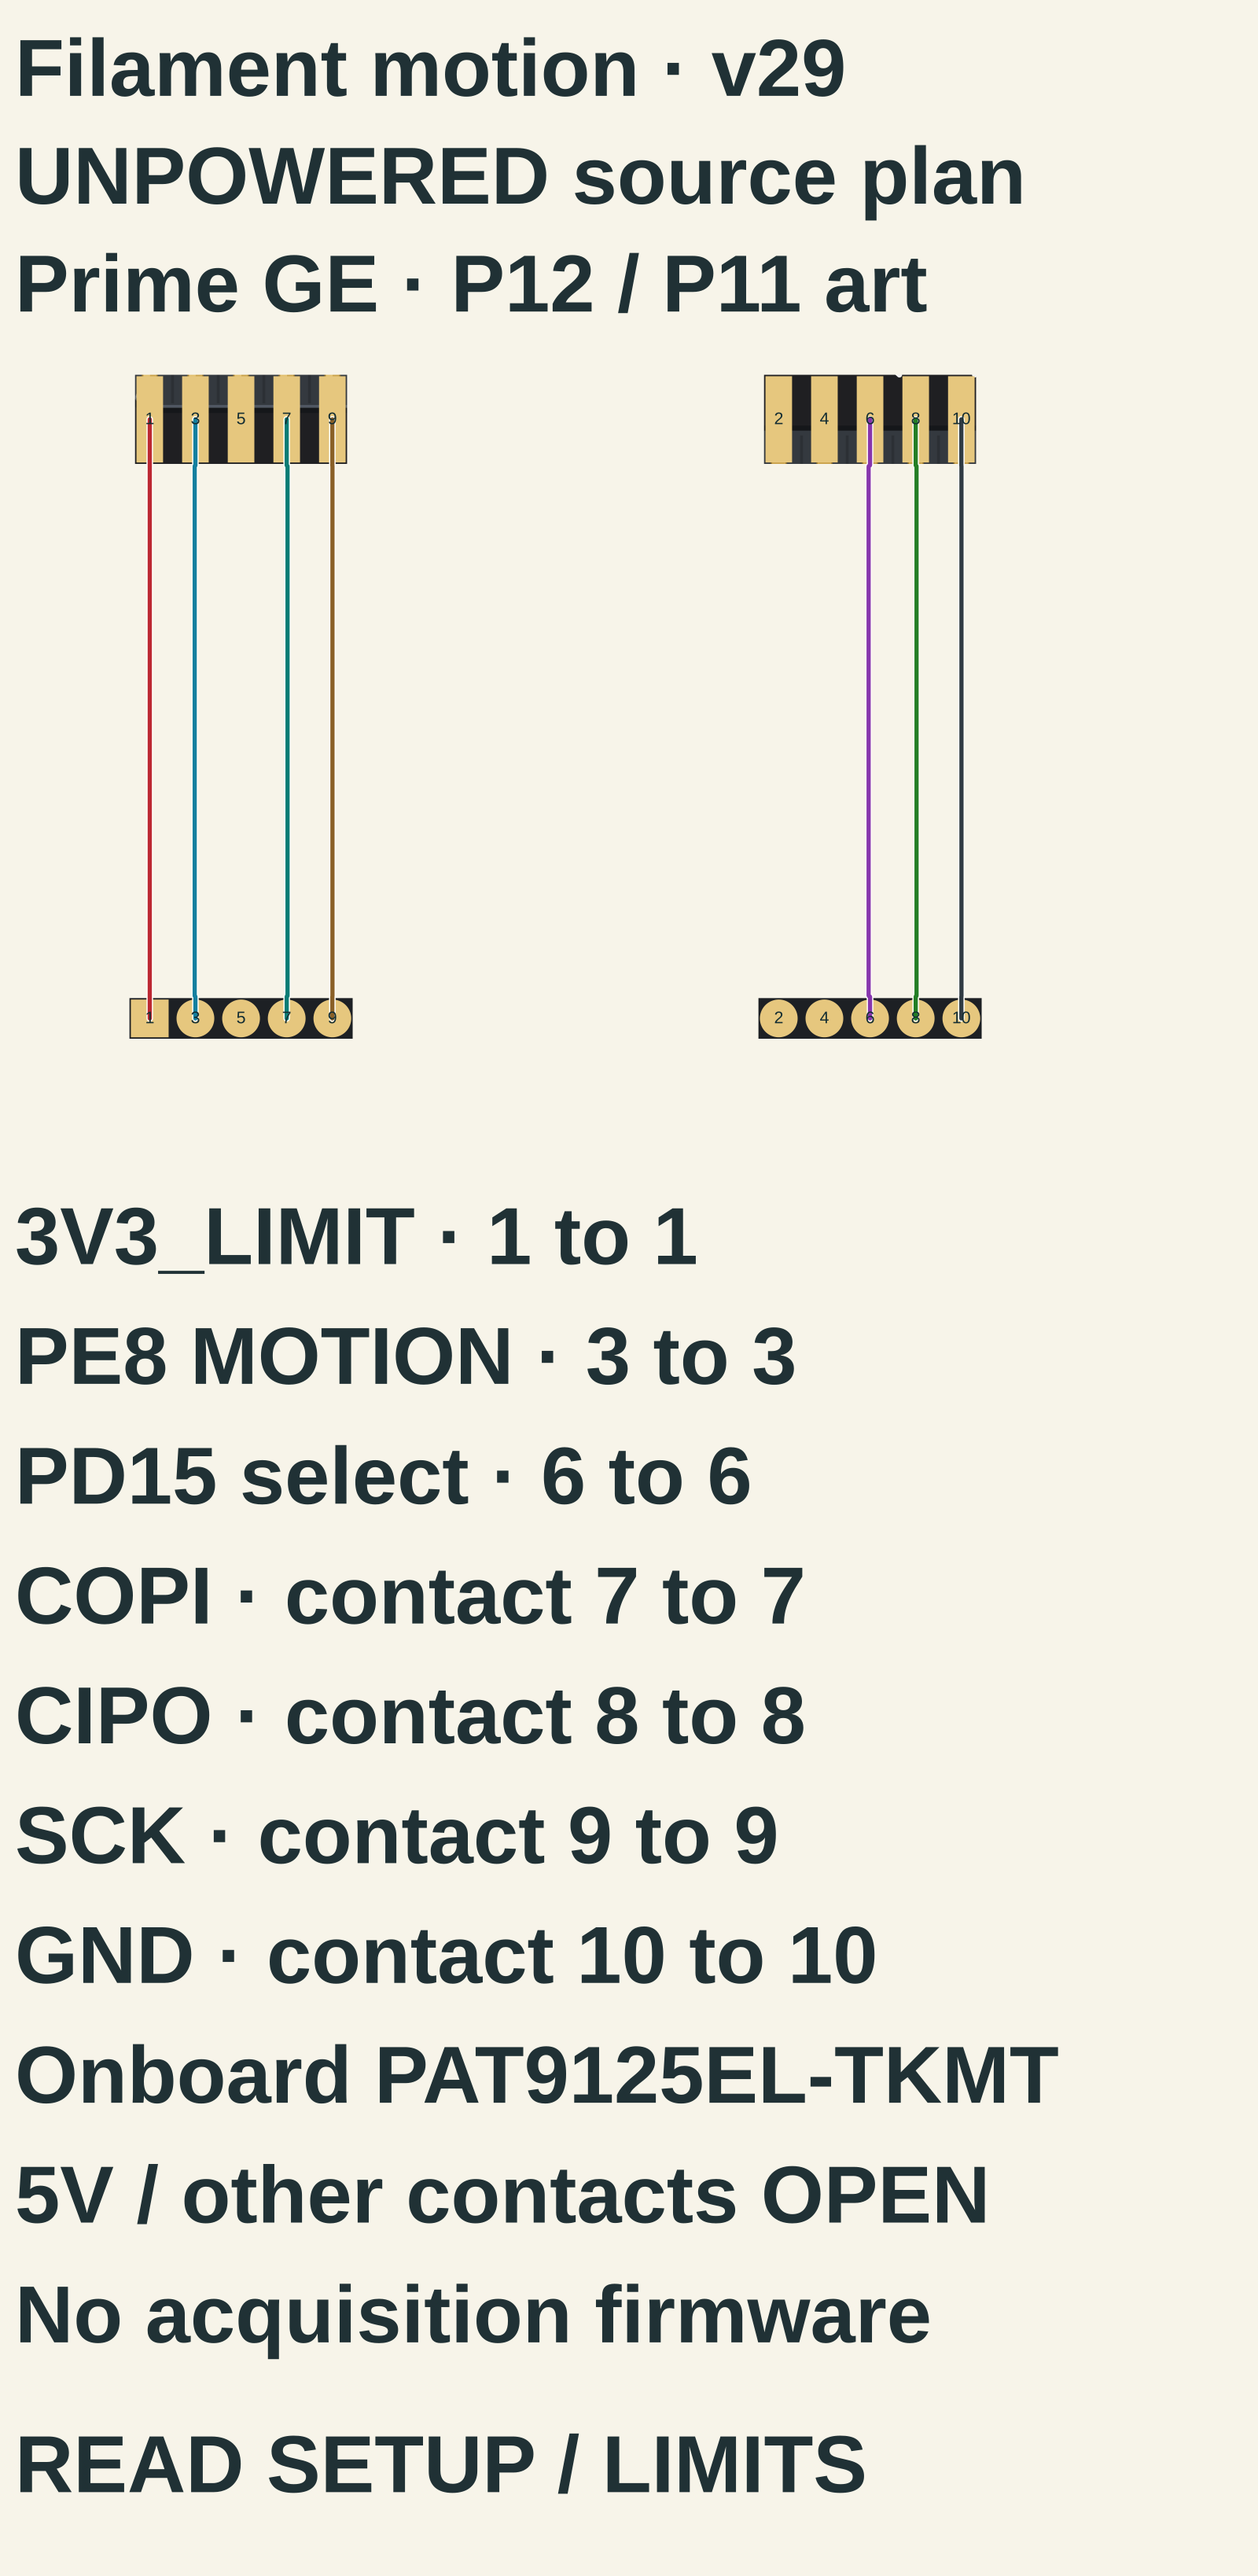 Filament motion · v29
UNPOWERED source plan
Prime GE · P12 / P11 art
1 3 5 7 9 2 4 6 8 10
1 3 5 7 9 2 4 6 8 10
3V3_LIMIT · 1 to 1
PE8 MOTION · 3 to 3
PD15 select · 6 to 6
COPI · contact 7 to 7
CIPO · contact 8 to 8
SCK · contact 9 to 9
GND · contact 10 to 10
Onboard PAT9125EL-TKMT
5V / other contacts OPEN
No acquisition firmware
READ SETUP / LIMITS